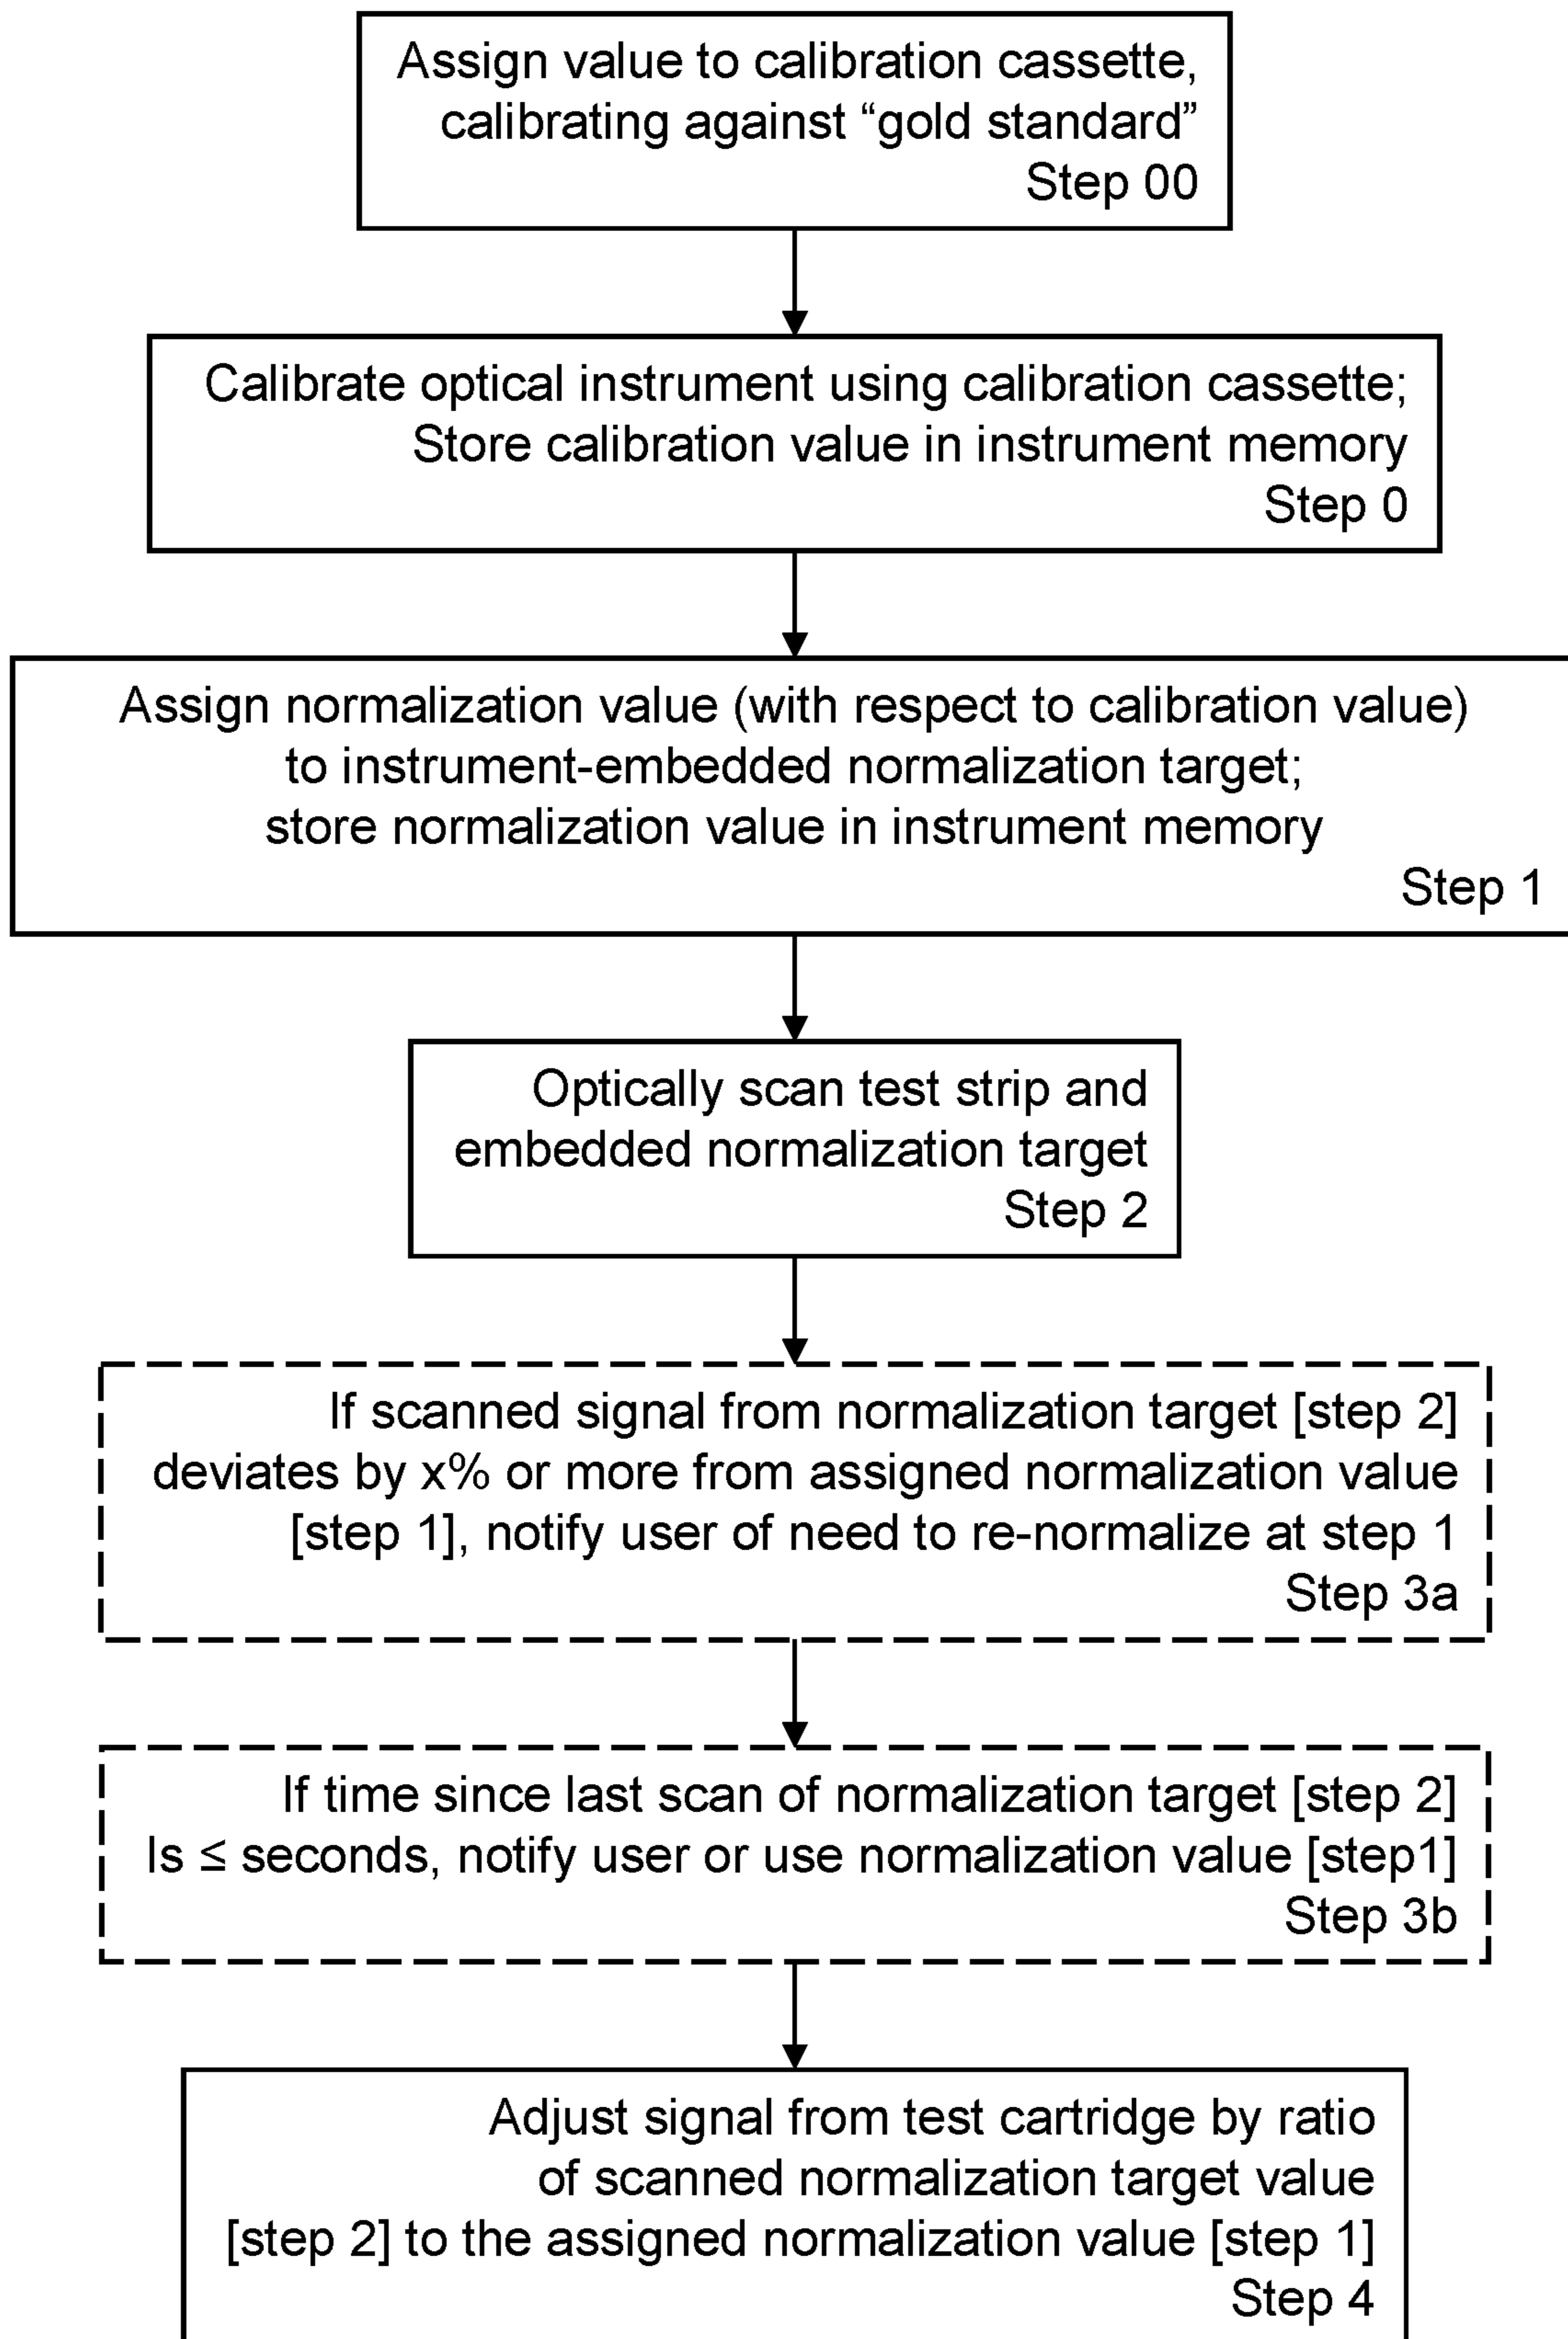 Assign value to calibration cassette,
calibrating against “gold standard”
Step 00
Calibrate optical instrument using calibration cassette;
Store calibration value in instrument memory
Step 0
Assign normalization value (with respect to calibration value)
to instrument-embedded normalization target;
store normalization value in instrument memory
Step 1
Optically scan test strip and
embedded normalization target
Step 2
If scanned signal from normalization target [step 2]
deviates by x% or more from assigned normalization value
[step 1], notify user of need to re-normalize at step 1
Step 3a
If time since last scan of normalization target [step 2]
Is ≤ seconds, notify user or use normalization value [step1]
Step 3b
Adjust signal from test cartridge by ratio
of scanned normalization target value
[step 2] to the assigned normalization value [step 1]
Step 4